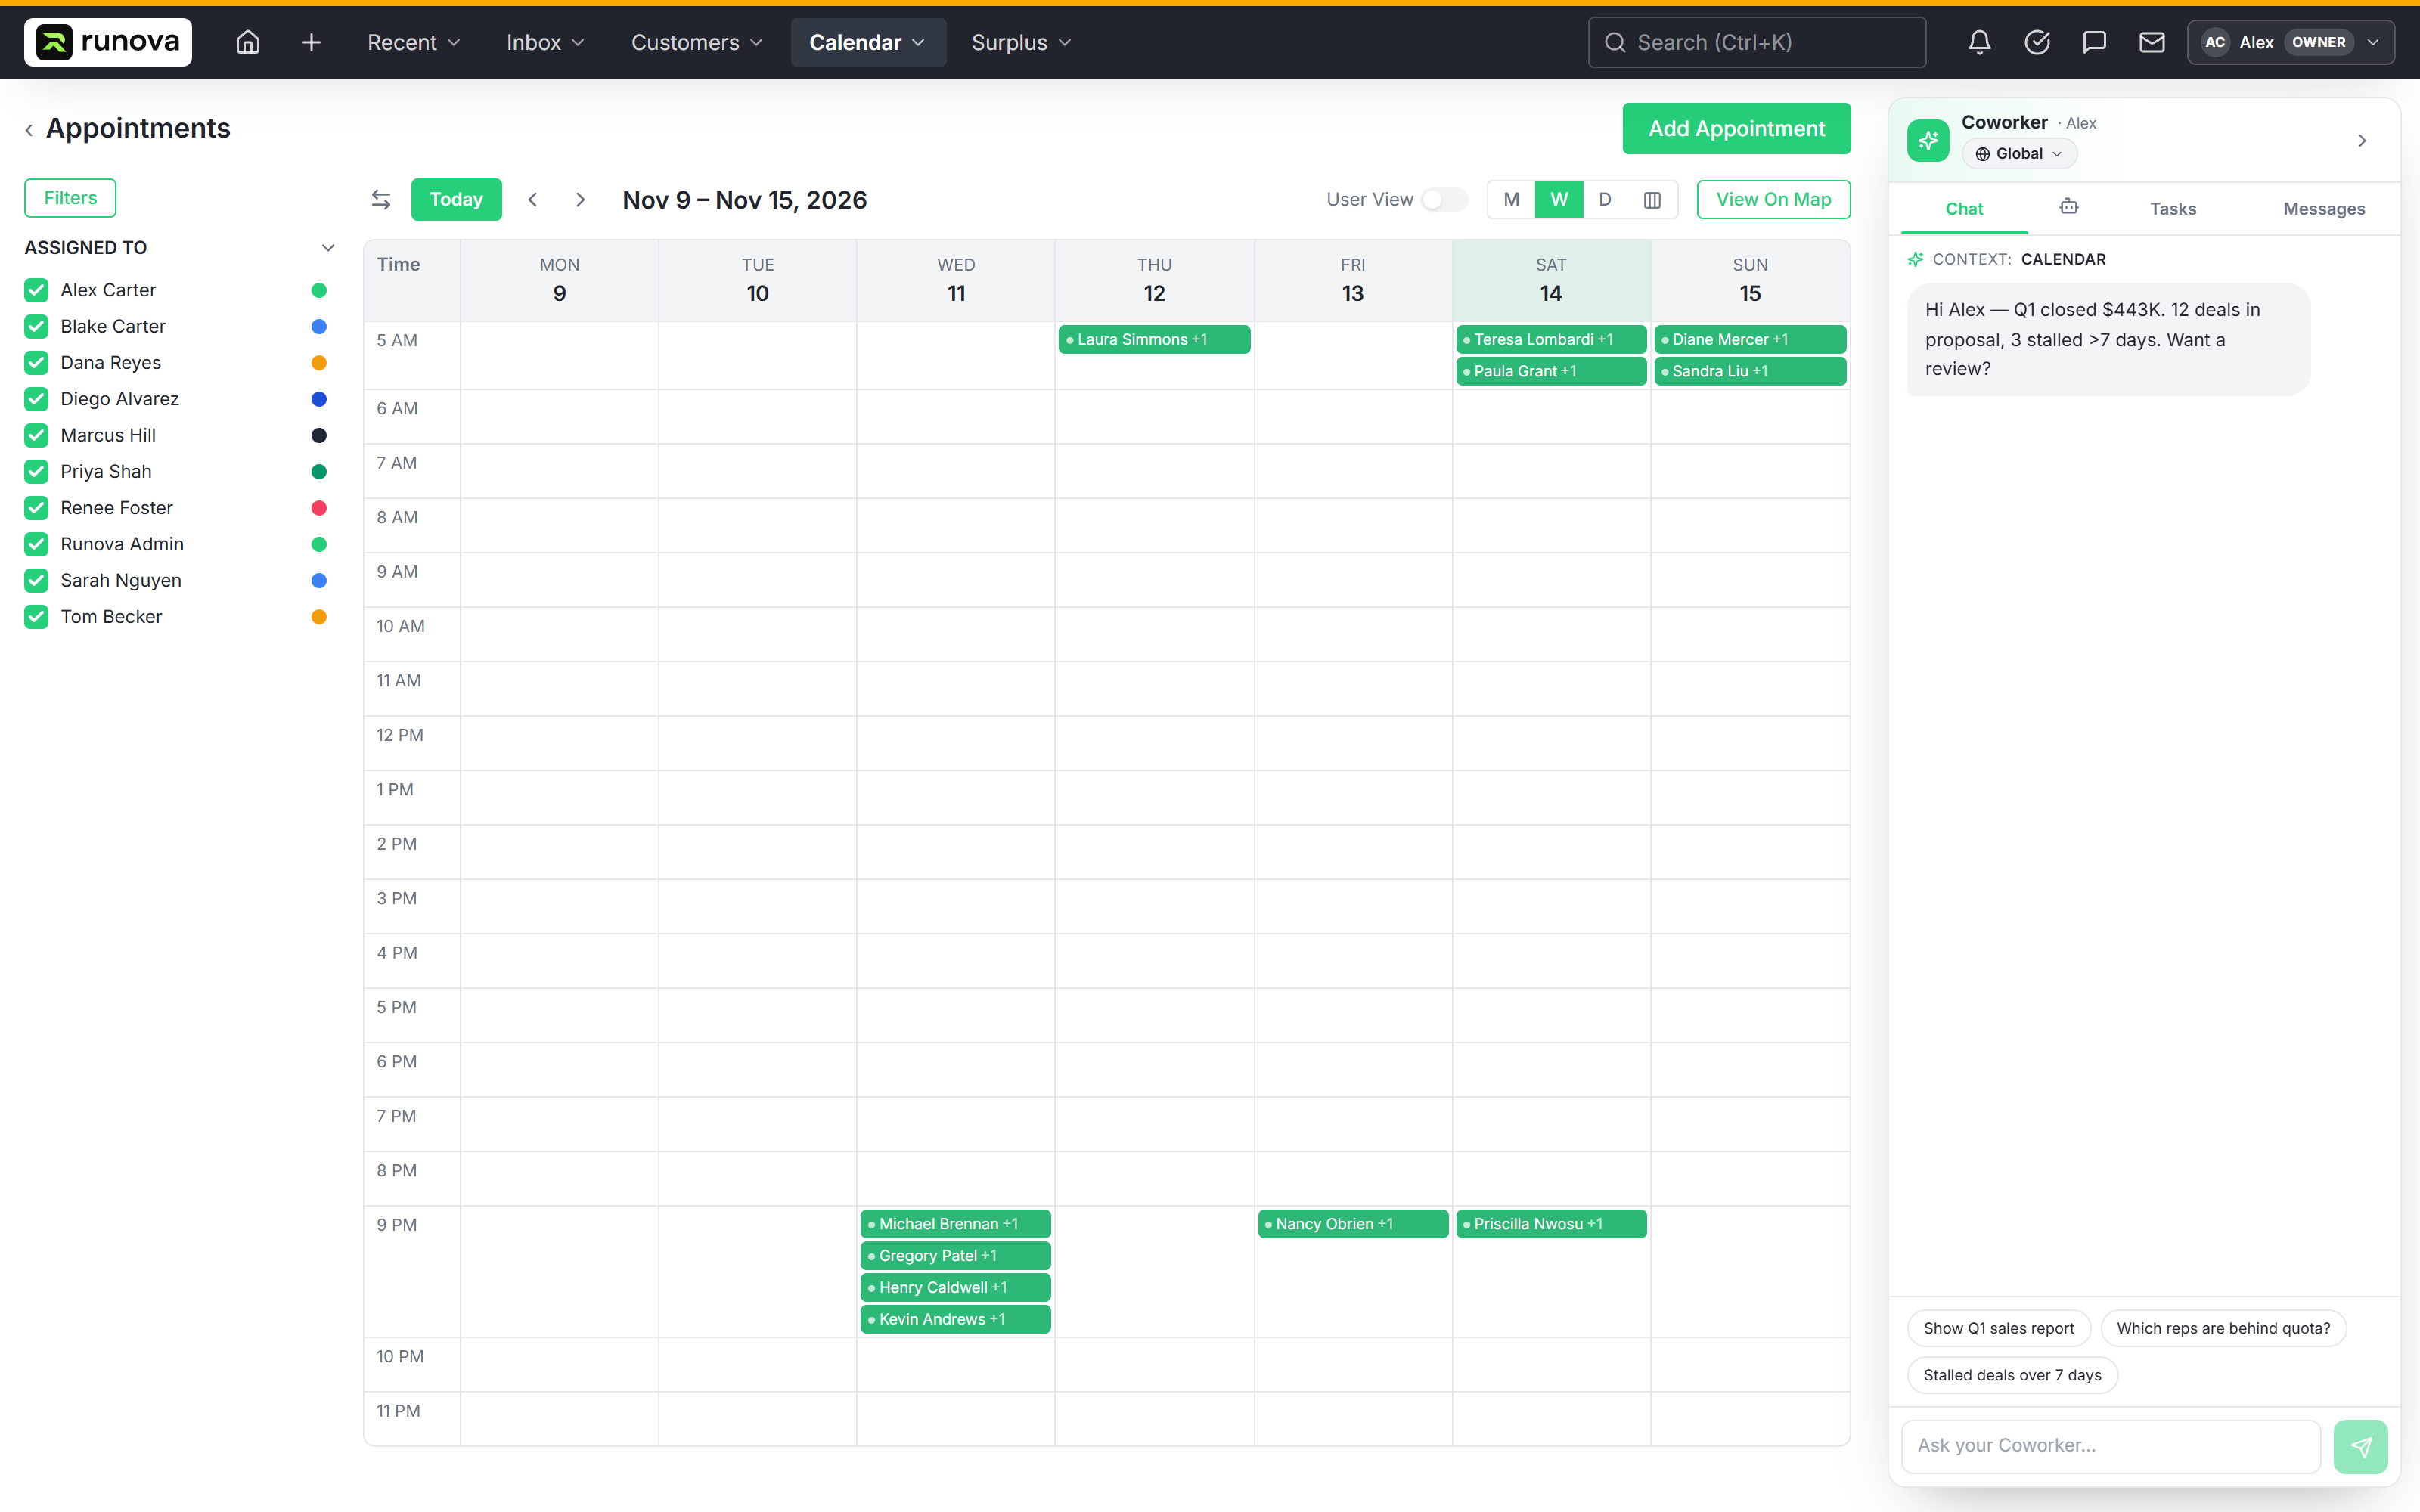 runova Recent Inbox Customers Calendar Surplus Search (Ctrl+K) AC Alex OWNER
Appointments
Add Appointment
Filters
ASSIGNED TO
Alex Carter
Blake Carter
Dana Reyes
Diego Alvarez
Marcus Hill
Priya Shah
Renee Foster
Runova Admin
Sarah Nguyen
Tom Becker
Today Nov 9 – Nov 15, 2026 User View M W D View On Map
Time MON TUE WED THU FRI SAT SUN
9 10 11 12 13 14 15
5 AM Laura Simmons +1 Teresa Lombardi +1 Diane Mercer +1
Paula Grant +1 Sandra Liu +1
6 AM
7 AM
8 AM
9 AM
10 AM
11 AM
12 PM
1 PM
2 PM
3 PM
4 PM
5 PM
6 PM
7 PM
8 PM
9 PM Michael Brennan +1 Nancy Obrien +1 Priscilla Nwosu +1
Gregory Patel +1
Henry Caldwell +1
Kevin Andrews +1
10 PM
11 PM
Coworker · Alex
Global
Chat Tasks Messages
CONTEXT: CALENDAR
Hi Alex — Q1 closed $443K. 12 deals in
proposal, 3 stalled >7 days. Want a
review?
Show Q1 sales report Which reps are behind quota?
Stalled deals over 7 days
Ask your Coworker...